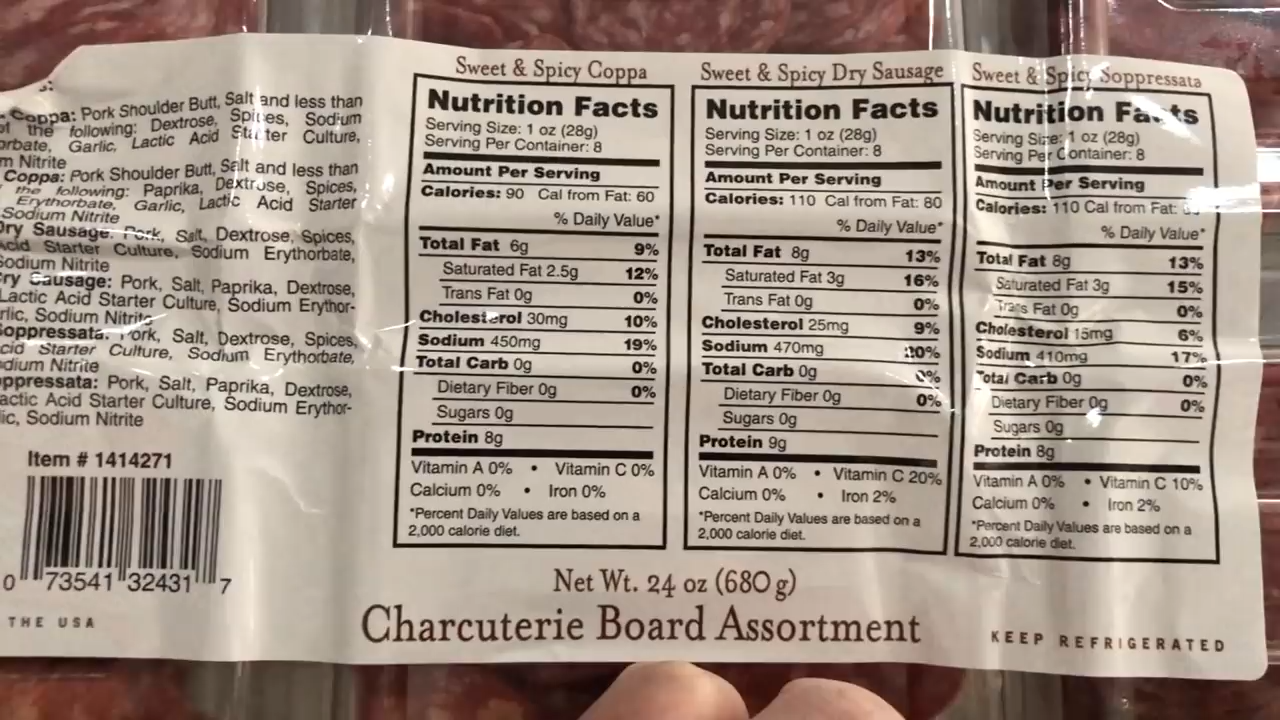 Coppa: Pork Shoulder Butt, Salt and less than
of the following: Dextrose, Spices, Sodium
Garlic, Lactic Acid Starter Culture,
Nitrite
Coppa: Pork Shoulder Butt, Salt and less than
the following: Paprika, Dextrose, Spices,
Erythorbate, Garlic, Lactic Acid Starter
Sodium Nitrite
Sausage: Pork, Salt, Dextrose, Spices,
Starter Culture, Sodium Erythorbate,
Sodium Nitrite
Sausage: Pork, Salt, Paprika, Dextrose,
Lactic Acid Starter Culture, Sodium Erythor-
Sodium Nitrite
Pork, Salt, Dextrose, Spices,
Starter Culture, Sodium Erythorbate,
Nitrite
Pork, Salt, Paprika, Dextrose,
Acid Starter Culture, Sodium Erythor-
Sodium Nitrite
Item # 1414271
0 73541 32431 7
THE USA
Sweet & Spicy Coppa
Nutrition Facts
Serving Size: 1 oz (28g)
Serving Per Container: 8
Amount Per Serving
Calories: 90 Cal from Fat: 60
% Daily Value*
Total Fat 6g 9%
Saturated Fat 2.5g 12%
Trans Fat 0g 0%
Cholesterol 30mg 10%
Sodium 450mg 19%
Total Carb 0g 0%
Dietary Fiber 0g 0%
Sugars 0g
Protein 8g
Vitamin A 0% • Vitamin C 0%
Calcium 0% • Iron 0%
*Percent Daily Values are based on a
2,000 calorie diet.
Sweet & Spicy Dry Sausage
Nutrition Facts
Serving Size: 1 oz (28g)
Serving Per Container: 8
Amount Per Serving
Calories: 110 Cal from Fat: 80
% Daily Value*
Total Fat 8g 13%
Saturated Fat 3g 16%
Trans Fat 0g 0%
Cholesterol 25mg 9%
Sodium 470mg 20%
Total Carb 0g 0%
Dietary Fiber 0g 0%
Sugars 0g
Protein 9g
Vitamin A 0% • Vitamin C 20%
Calcium 0% • Iron 2%
*Percent Daily Values are based on a
2,000 calorie diet.
Sweet & Spicy Soppressata
Nutrition Facts
Serving Size: 1 oz (28g)
Serving Per Container: 8
Amount Per Serving
Calories: 110 Cal from Fat:
% Daily Value*
Total Fat 8g 13%
Saturated Fat 3g 15%
Trans Fat 0g 0%
Cholesterol 15mg 6%
Sodium 410mg 17%
Total Carb 0g 0%
Dietary Fiber 0g 0%
Sugars 0g
Protein 8g
Vitamin A 0% • Vitamin C 10%
Calcium 0% • Iron 2%
*Percent Daily Values are based on a
2,000 calorie diet.
Net Wt. 24 oz (680 g)
Charcuterie Board Assortment
KEEP REFRIGERATED